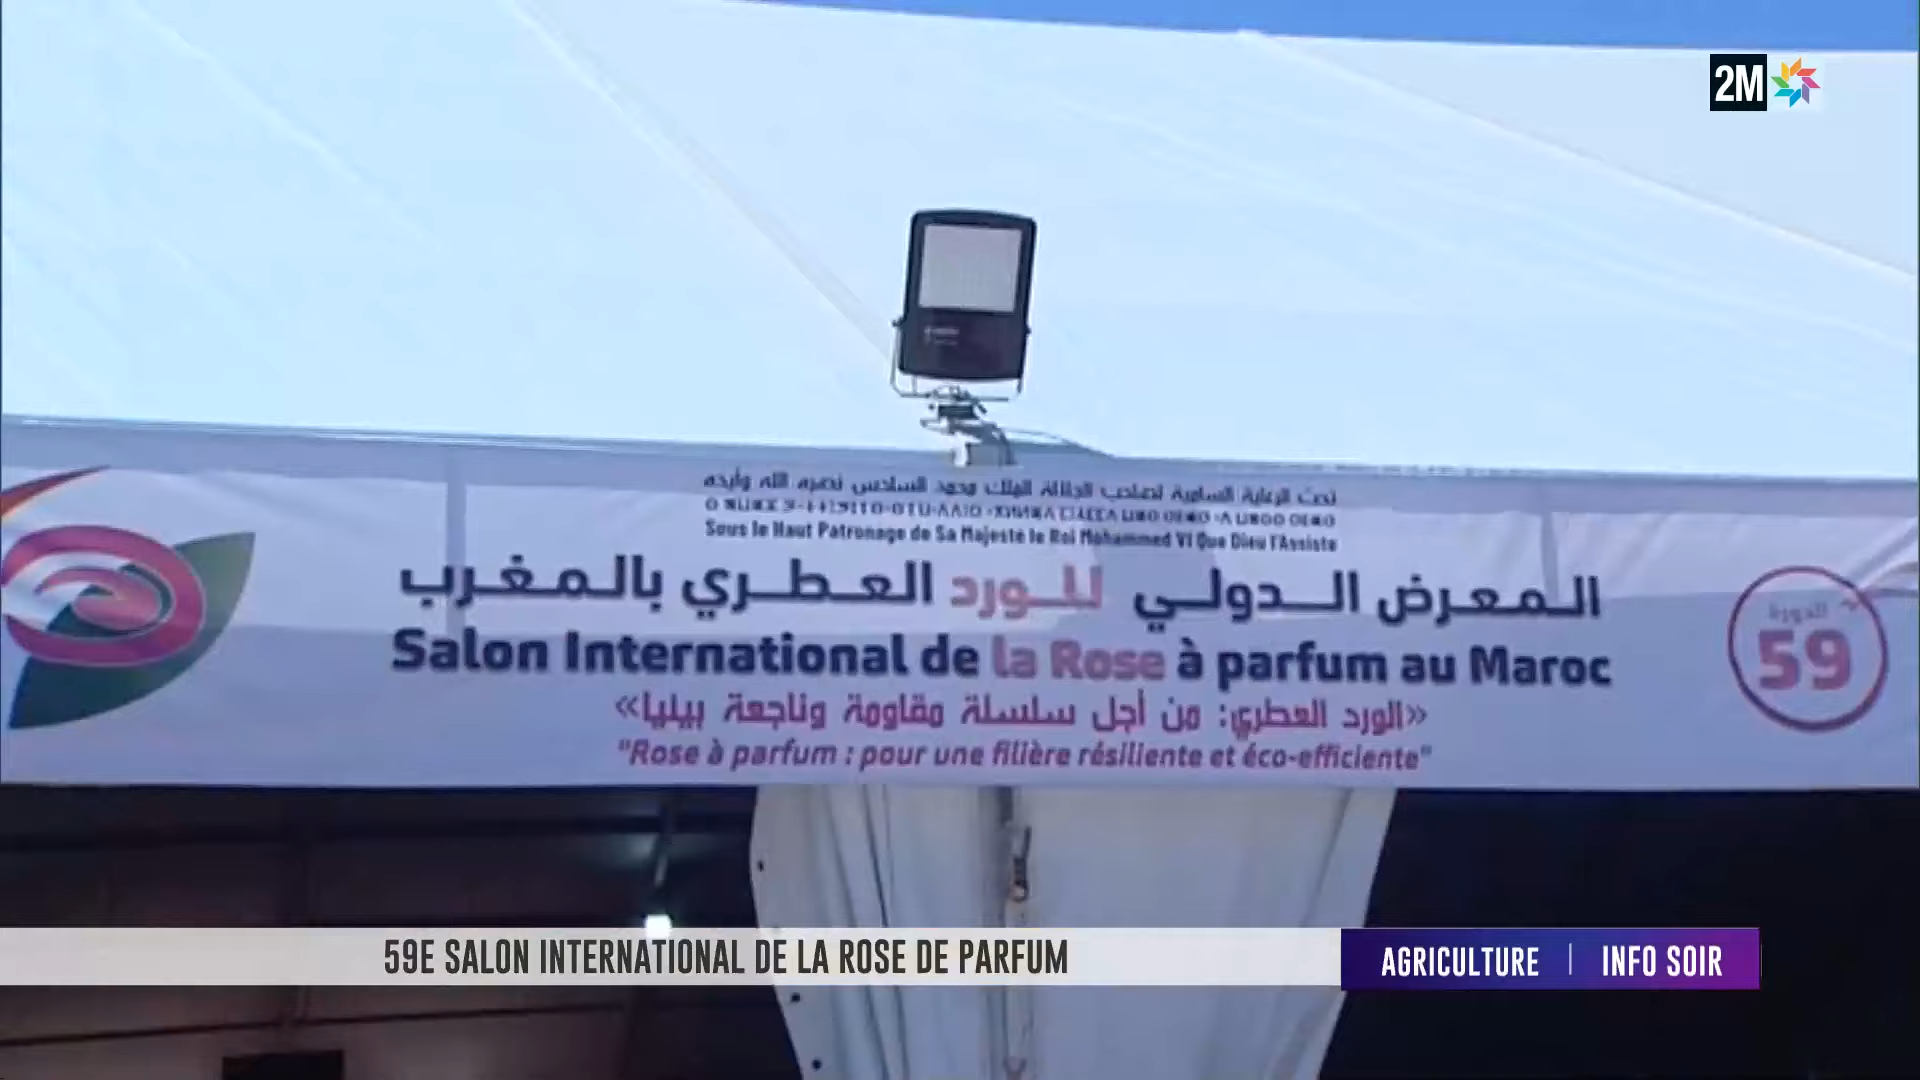 2M
تحت الرعاية السامية لصاحب الجلالة الملك محمد السادس نصره الله وأيده
Sous le Haut Patronage de Sa Majesté le Roi Mohammed VI Que Dieu l'Assiste
المعرض الدولي للورد العطري بالمغرب
Salon International de la Rose à parfum au Maroc
الدورة
59
«الورد العطري: من أجل سلسلة مقاومة وناجعة بيئيا»
"Rose à parfum : pour une filière résiliente et éco-efficiente"
59E SALON INTERNATIONAL DE LA ROSE DE PARFUM
AGRICULTURE | INFO SOIR